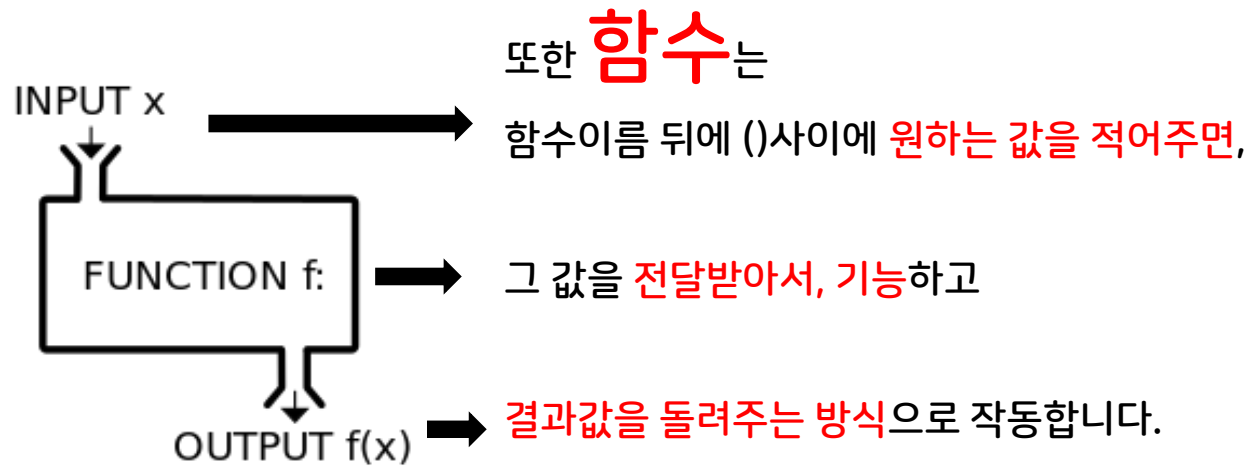 또한 함수는
INPUT x
함수이름 뒤에 ()사이에 원하는 값을 적어주면,
FUNCTION f:
그 값을 전달받아서, 기능하고
결과값을 돌려주는 방식으로 작동합니다.
OUTPUT f(x)